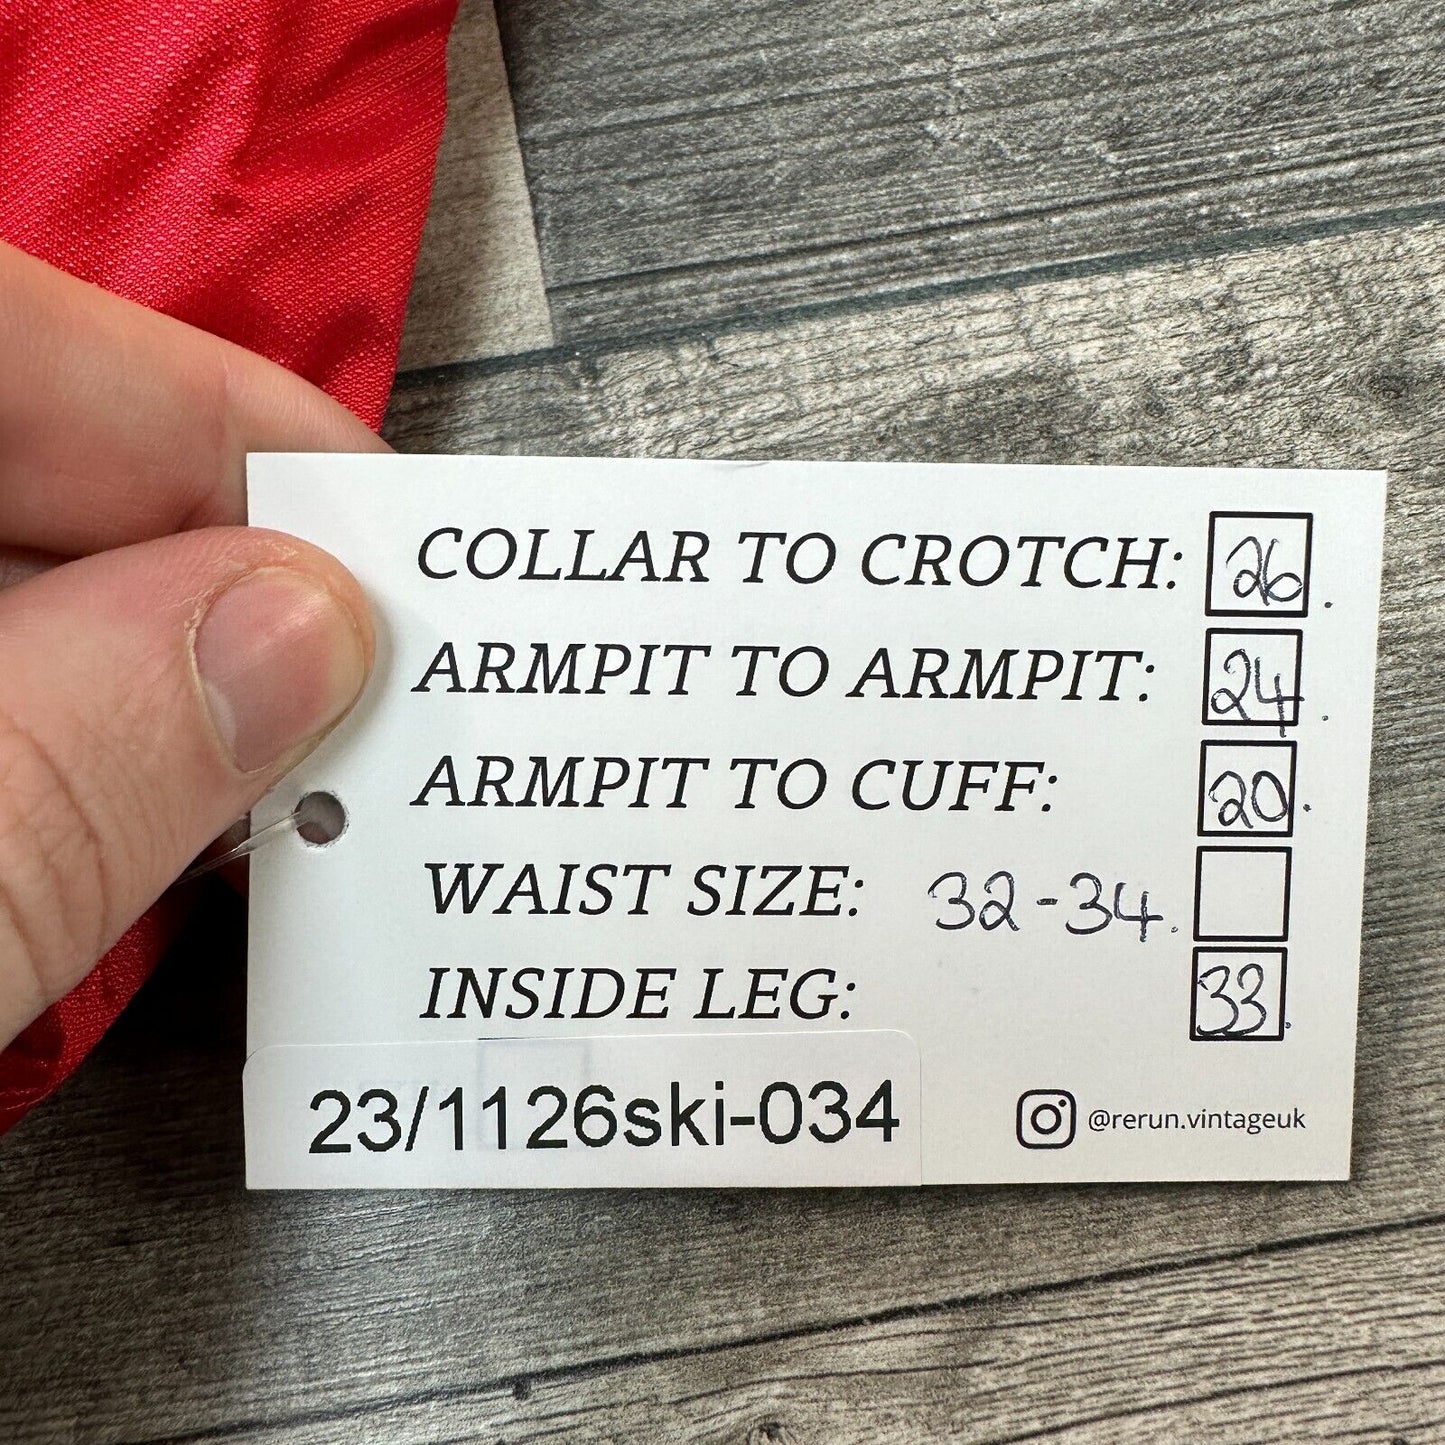 COLLAR TO CROTCH: 26.
ARMPIT TO ARMPIT: 24.
ARMPIT TO CUFF: 20.
WAIST SIZE: 32-34.
INSIDE LEG: 33.
23/1126ski-034
@rerun.vintageuk